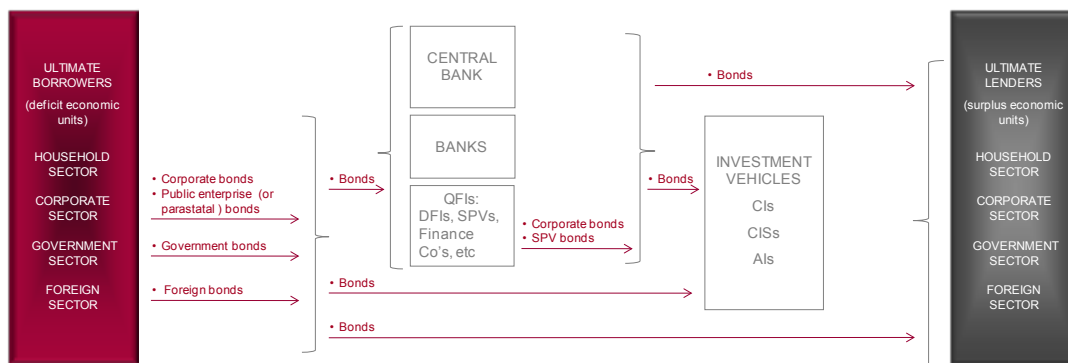 ULTIMATE
BORROWERS
(deficit economic
units)
HOUSEHOLD
SECTOR
CORPORATE
SECTOR
GOVERNMENT
SECTOR
FOREIGN
SECTOR
• Corporate bonds
• Public enterprise (or
parastatal ) bonds
• Government bonds
• Foreign bonds
• Bonds
• Bonds
• Bonds
CENTRAL
BANK
BANKS
QFIs:
DFIs, SPVs,
Finance
Co's, etc
• Corporate bonds
• SPV bonds
• Bonds
• Bonds
INVESTMENT
VEHICLES
CIs
CISs
AIs
ULTIMATE
LENDERS
(surplus economic
units)
HOUSEHOLD
SECTOR
CORPORATE
SECTOR
GOVERNMENT
SECTOR
FOREIGN
SECTOR